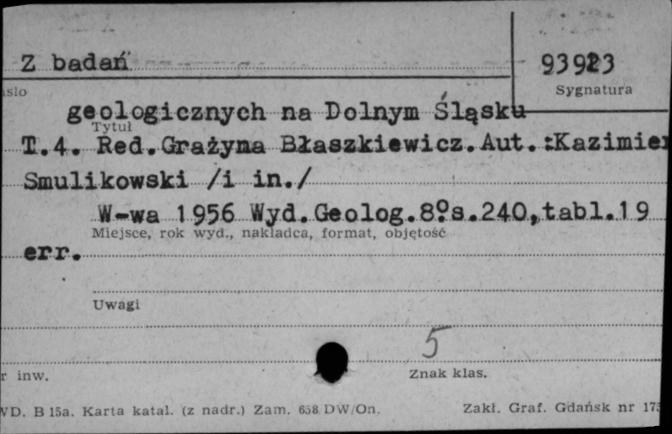 Z badań 93923
Sygnatura
geologicznych na Dolnym Śląsku
Tytuł
T.4. Red.Grażyna Błaszkiewicz.Aut.:Kazimie
Smulikowski /i in./
W-wa 1956 Wyd.Geolog.8⁰s.240,tabl.19
Miejsce, rok wyd., nakładca, format, objętość
err.
Uwagi
5
r inw. Znak klas.
WD. B 15a. Karta katal. (z nadr.) Zam. 658 DW/On. Zakł. Graf. Gdańsk nr